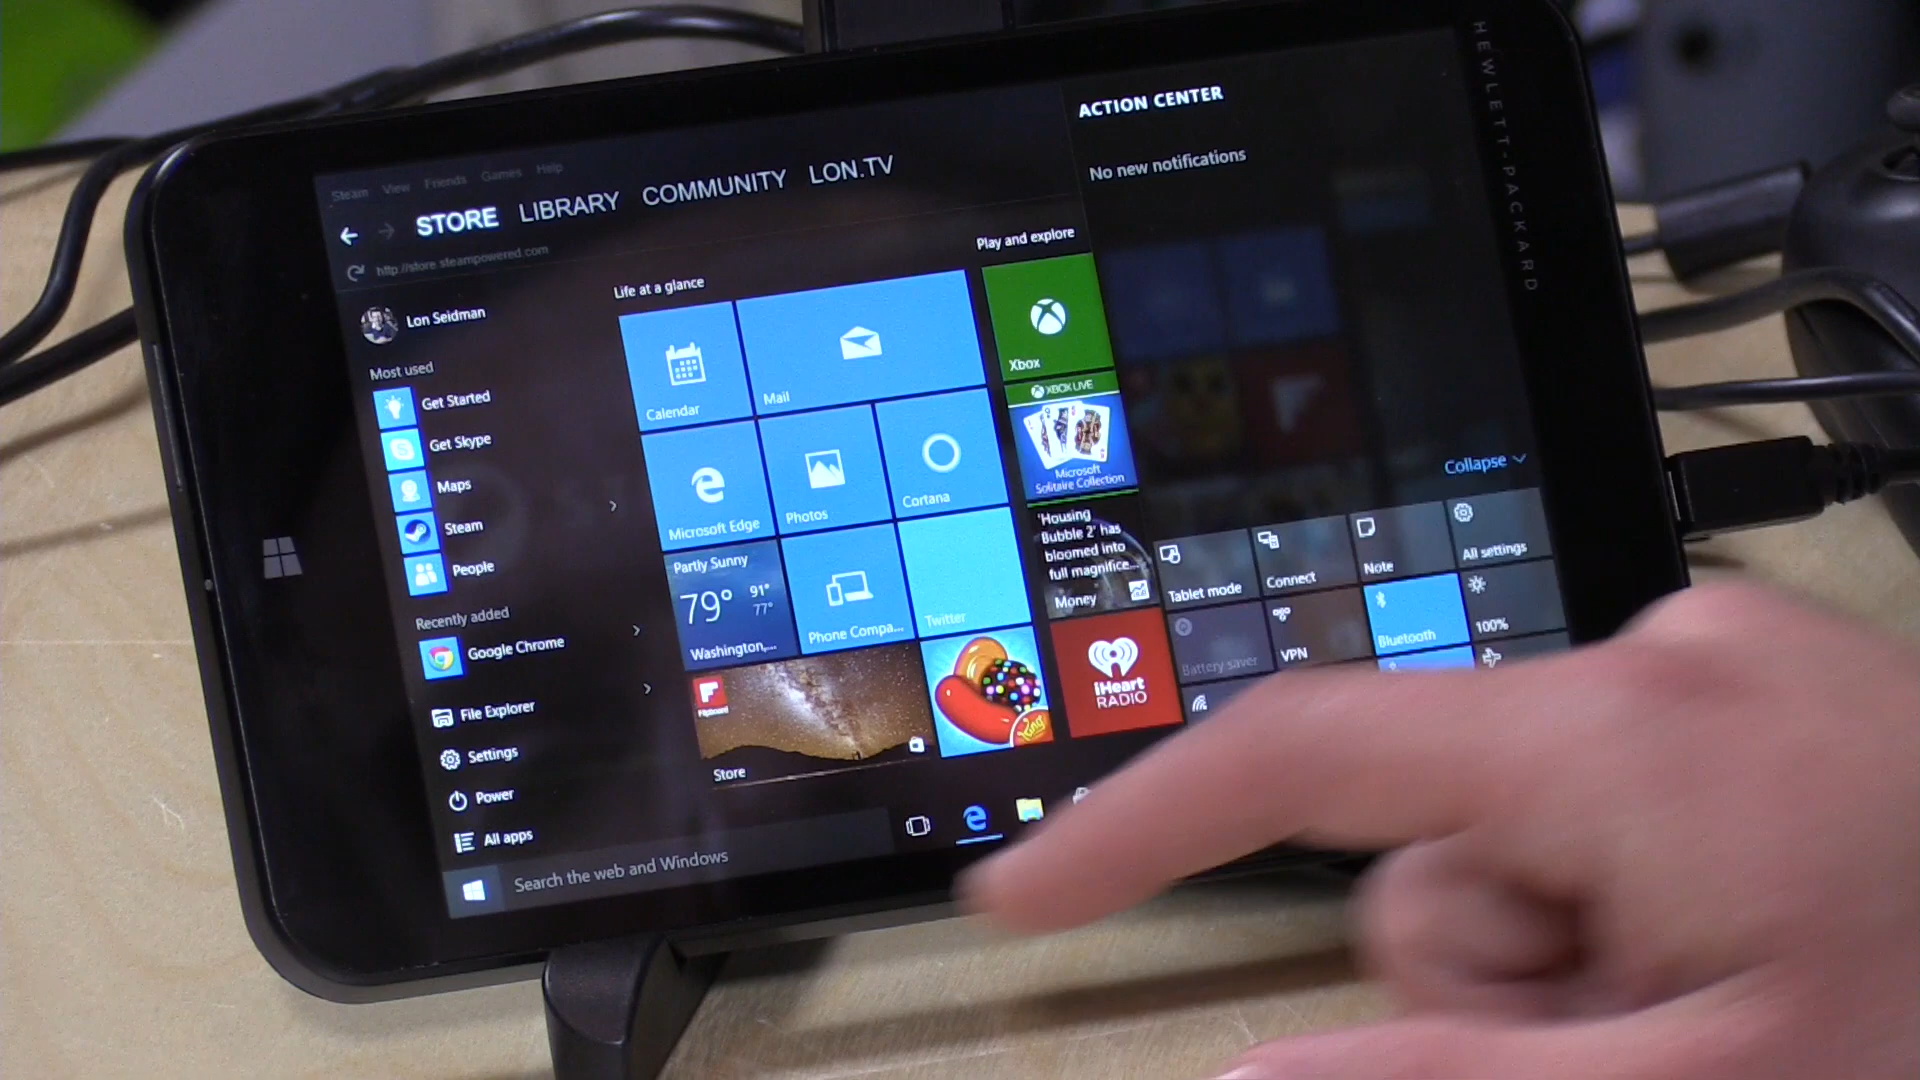 HEWLETT-PACKARD
Steam View Friends Games Help
STORE LIBRARY COMMUNITY LON.TV
http://store.steampowered.com
Lon Seidman
Most used
Get Started
Get Skype
Maps
Steam
People
Recently added
Google Chrome
File Explorer
Settings
Power
All apps
Search the web and Windows
Life at a glance
Calendar
Mail
Microsoft Edge
Photos
Cortana
Partly Sunny
79° 91°
77°
Washington,...
Phone Compa...
Twitter
Flipboard
Store
King
Play and explore
Xbox
XBOX LIVE
Microsoft
Solitaire Collection
'Housing
Bubble 2' has
bloomed into
full magnifice...
Money
iHeart
RADIO
ACTION CENTER
No new notifications
Collapse
Tablet mode
Connect
Note
All settings
Battery saver
VPN
Bluetooth
100%